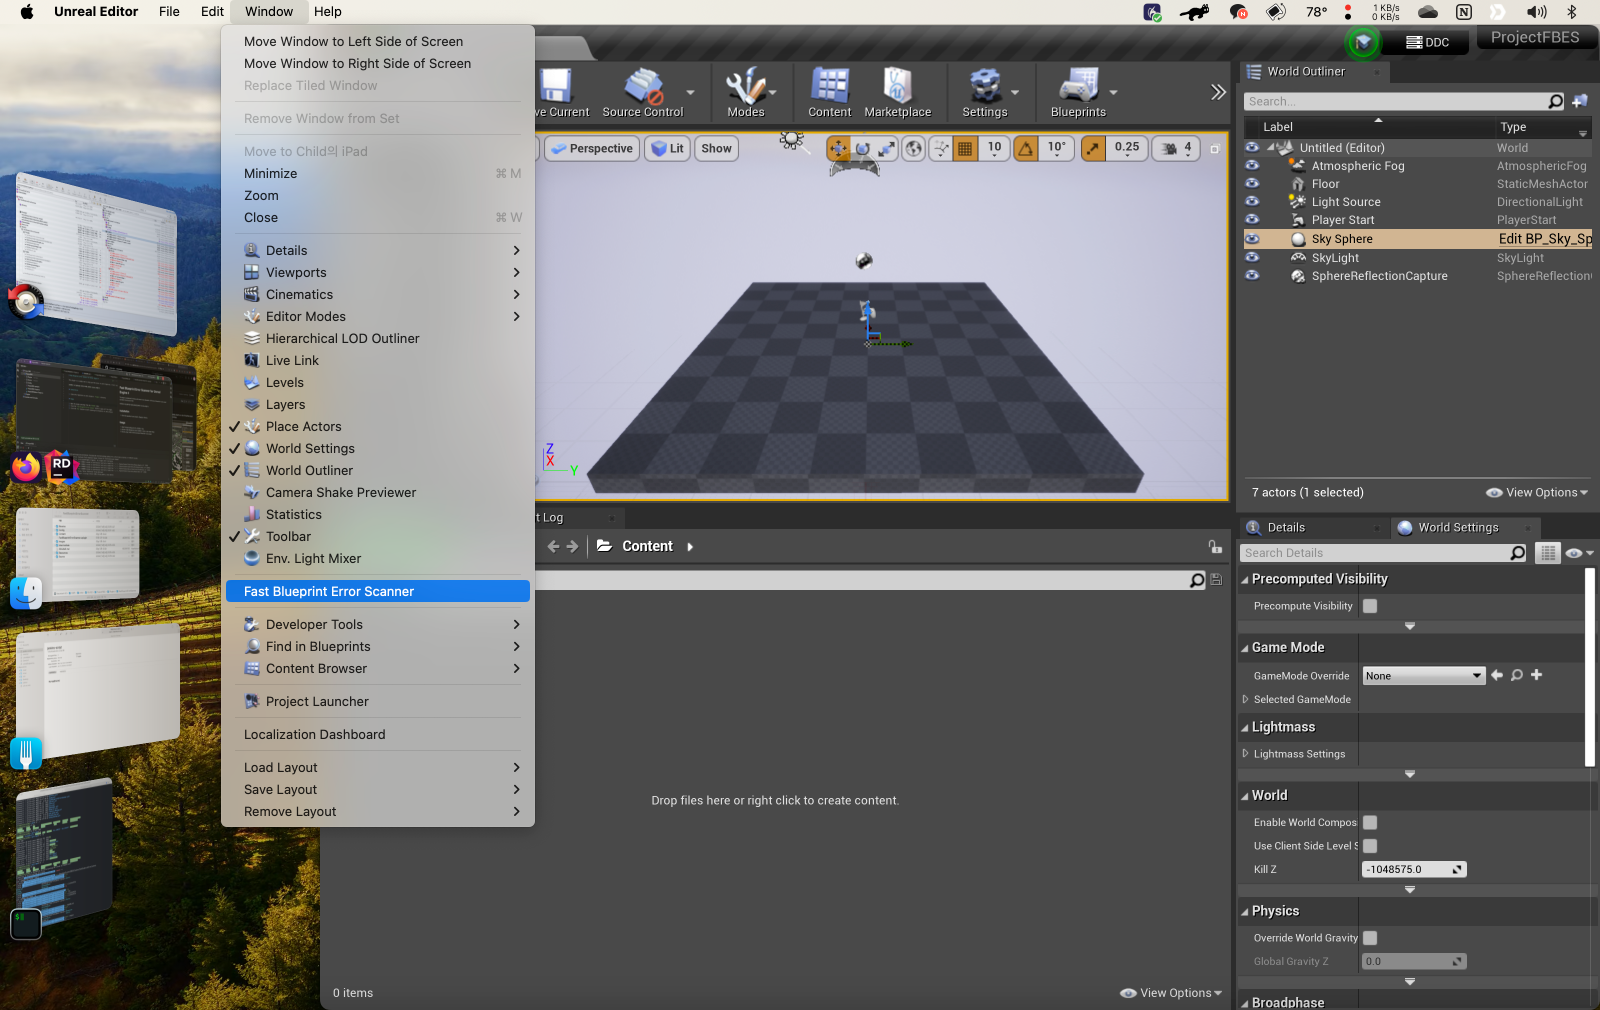 Unreal Editor File Edit Window Help
N 78° 1 KB/s 0 KB/s N
Move Window to Left Side of Screen
Move Window to Right Side of Screen
Replace Tiled Window
Remove Window from Set
Move to Child의 iPad
Minimize ⌘ M
Zoom
Close ⌘ W
Details
Viewports
Cinematics
Editor Modes
Hierarchical LOD Outliner
Live Link
Levels
Layers
Place Actors
World Settings
World Outliner
Camera Shake Previewer
Statistics
Toolbar
Env. Light Mixer
Fast Blueprint Error Scanner
Developer Tools
Find in Blueprints
Content Browser
Project Launcher
Localization Dashboard
Load Layout
Save Layout
Remove Layout
RD
$
DDC ProjectFBES
ve Current Source Control Modes Content Marketplace Settings Blueprints
Perspective Lit Show 10 10° 0.25 4
Z
X
Y
t Log
Content
Drop files here or right click to create content.
0 items View Options
World Outliner
Search...
Label Type
Untitled (Editor) World
Atmospheric Fog AtmosphericFog
Floor StaticMeshActor
Light Source DirectionalLight
Player Start PlayerStart
Sky Sphere Edit BP_Sky_Sp
SkyLight SkyLight
SphereReflectionCapture SphereReflection
7 actors (1 selected) View Options
Details World Settings
Search Details
Precomputed Visibility
Precompute Visibility
Game Mode
GameMode Override None
Selected GameMode
Lightmass
Lightmass Settings
World
Enable World Compos
Use Client Side Level S
Kill Z -1048575.0
Physics
Override World Gravity
Global Gravity Z 0.0
Broadphase